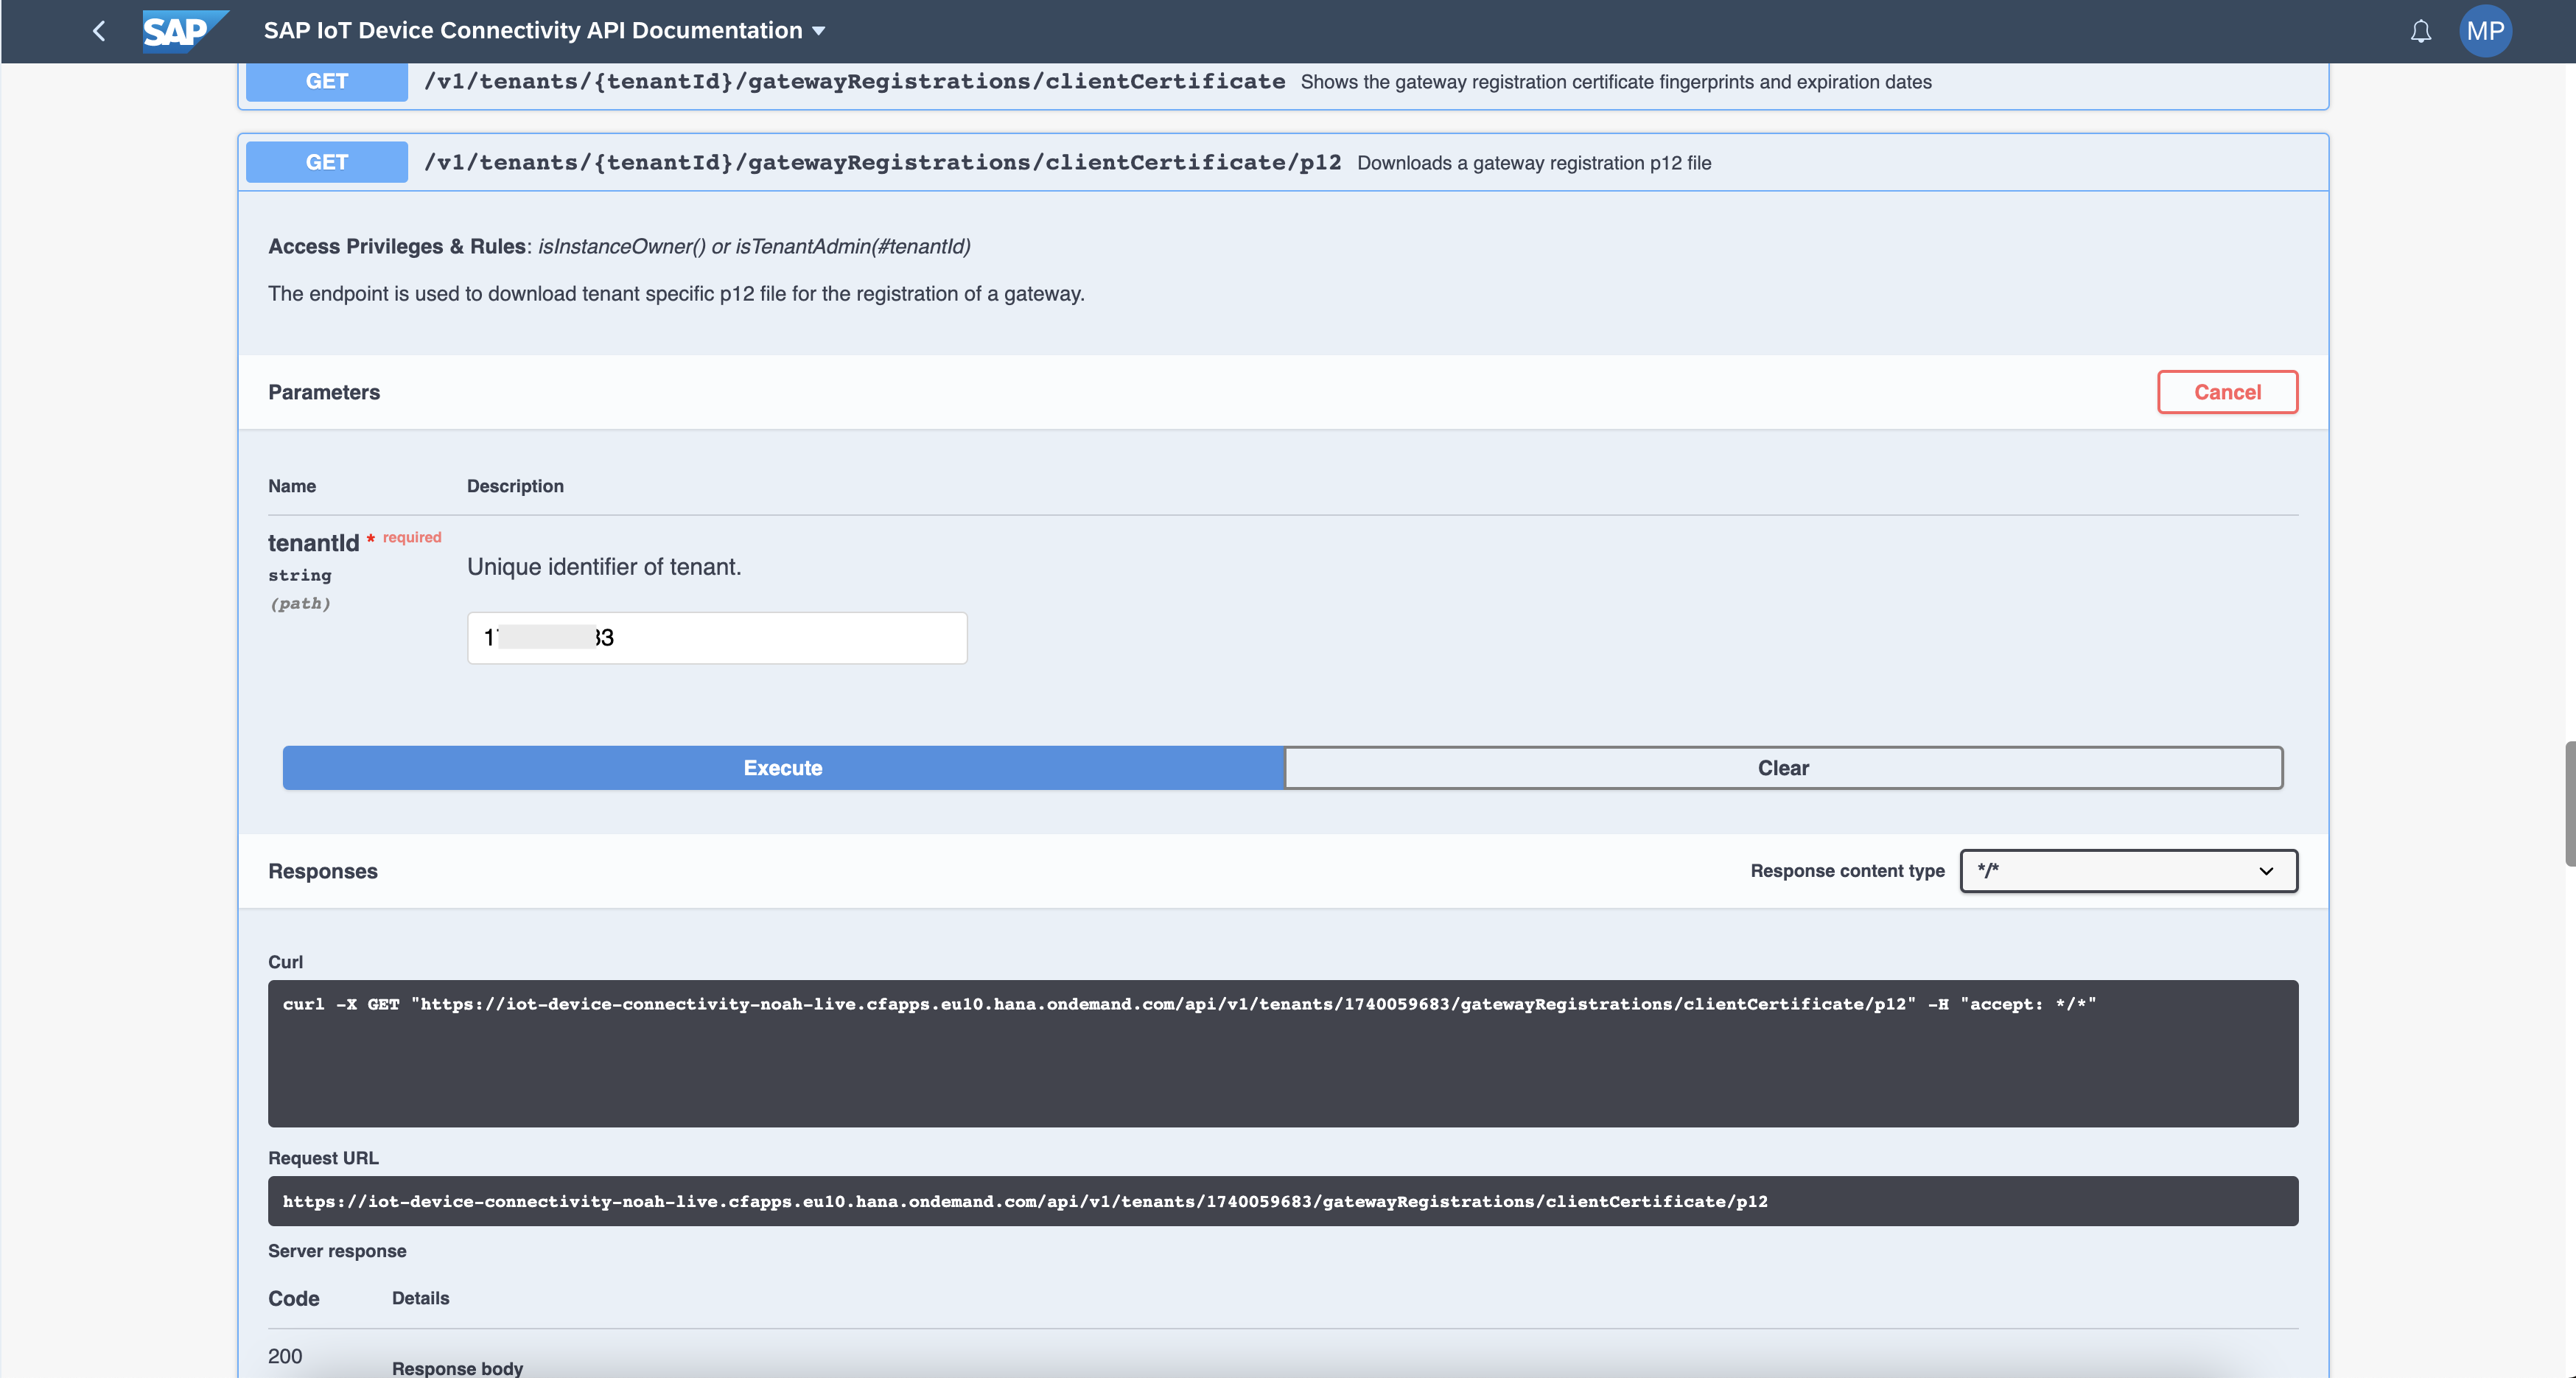 SAP SAP IoT Device Connectivity API Documentation MP
GET /v1/tenants/{tenantId}/gatewayRegistrations/clientCertificate Shows the gateway registration certificate fingerprints and expiration dates
GET /v1/tenants/{tenantId}/gatewayRegistrations/clientCertificate/p12 Downloads a gateway registration p12 file
Access Privileges & Rules: isInstanceOwner() or isTenantAdmin(#tenantId)
The endpoint is used to download tenant specific p12 file for the registration of a gateway.
Parameters Cancel
Name Description
tenantId * required
string
(path)
Unique identifier of tenant.
Execute Clear
Responses Response content type */*
Curl
curl -X GET "https://iot-device-connectivity-noah-live.cfapps.eu10.hana.ondemand.com/api/v1/tenants/1740059683/gatewayRegistrations/clientCertificate/p12" -H "accept: */*"
Request URL
https://iot-device-connectivity-noah-live.cfapps.eu10.hana.ondemand.com/api/v1/tenants/1740059683/gatewayRegistrations/clientCertificate/p12
Server response
Code Details
200
Response body